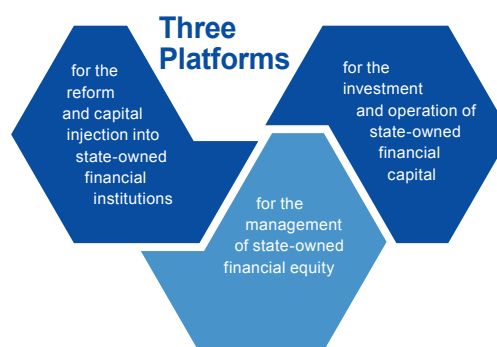 Three
Platforms
for the
reform
and capital
injection into
state-owned
financial
institutions
for the
investment
and operation of
state-owned
financial
capital
for the
management
of state-owned
financial equity